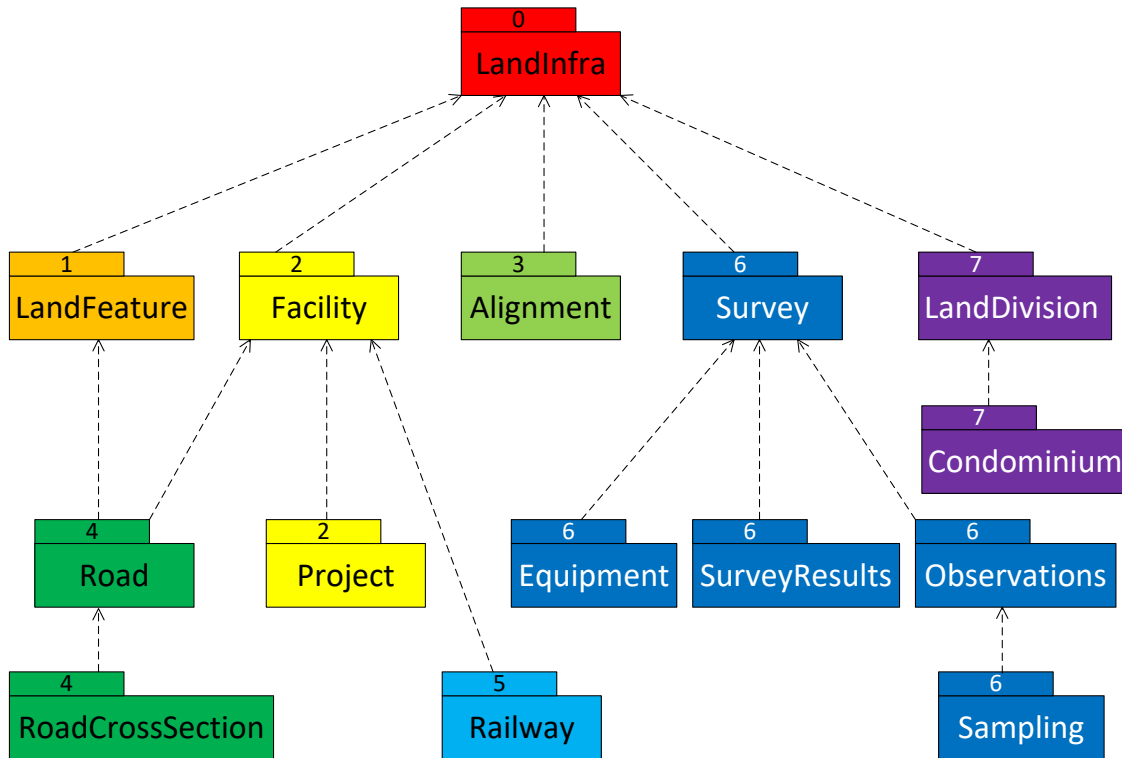 0
LandInfra
1
LandFeature
2
Facility
3
Alignment
6
Survey
7
LandDivision
7
Condominium
4
Road
2
Project
6
Equipment
6
SurveyResults
6
Observations
4
RoadCrossSection
5
Railway
6
Sampling